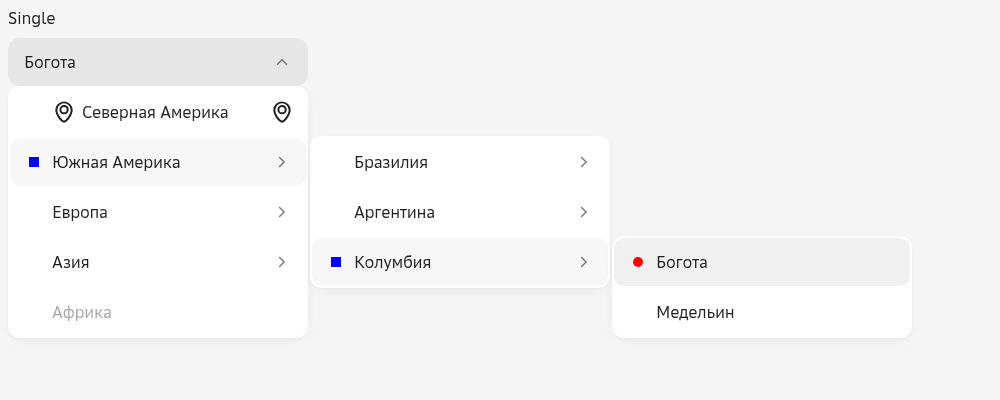 Single
Богота
Северная Америка
Южная Америка
Европа
Азия
Африка
Бразилия
Аргентина
Колумбия
Богота
Медельин